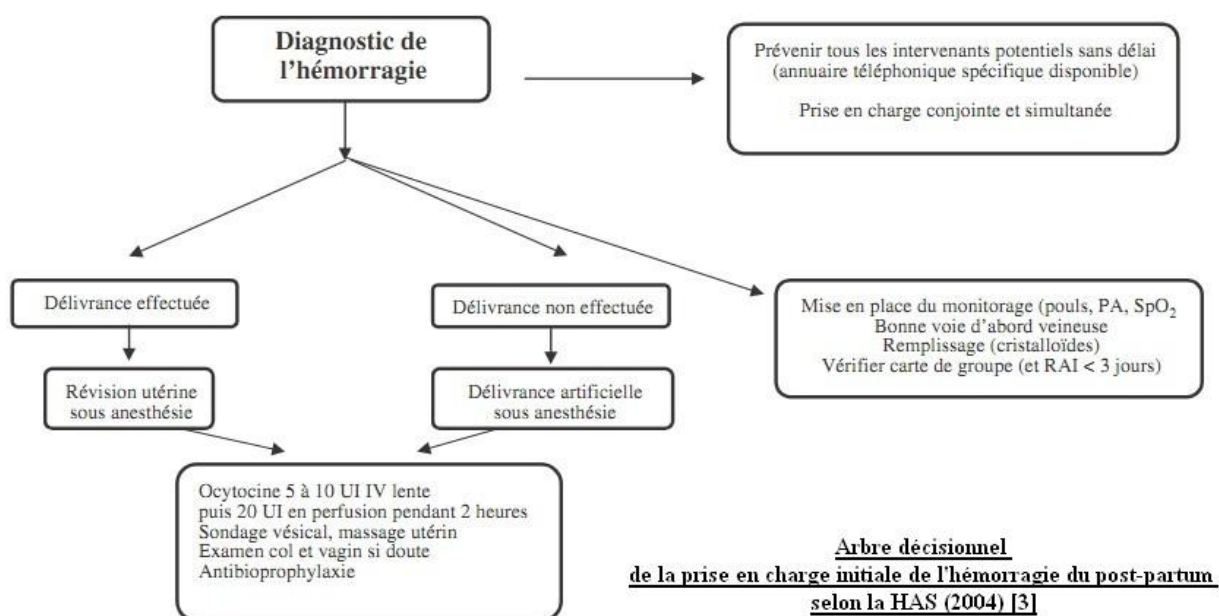 Diagnostic de
l'hémorragie
Prévenir tous les intervenants potentiels sans délai
(annuaire téléphonique spécifique disponible)
Prise en charge conjointe et simultanée
Délivrance effectuée
Délivrance non effectuée
Mise en place du monitorage (pouls, PA, SpO₂
Bonne voie d'abord veineuse
Remplissage (cristalloïdes)
Vérifier carte de groupe (et RAI < 3 jours)
Révision utérine
sous anesthésie
Délivrance artificielle
sous anesthésie
Ocytocine 5 à 10 UI IV lente
puis 20 UI en perfusion pendant 2 heures
Sondage vésical, massage utérin
Examen col et vagin si doute
Antibioprophylaxie
Arbre décisionnel
de la prise en charge initiale de l'hémorragie du post-partum
selon la HAS (2004) [3]